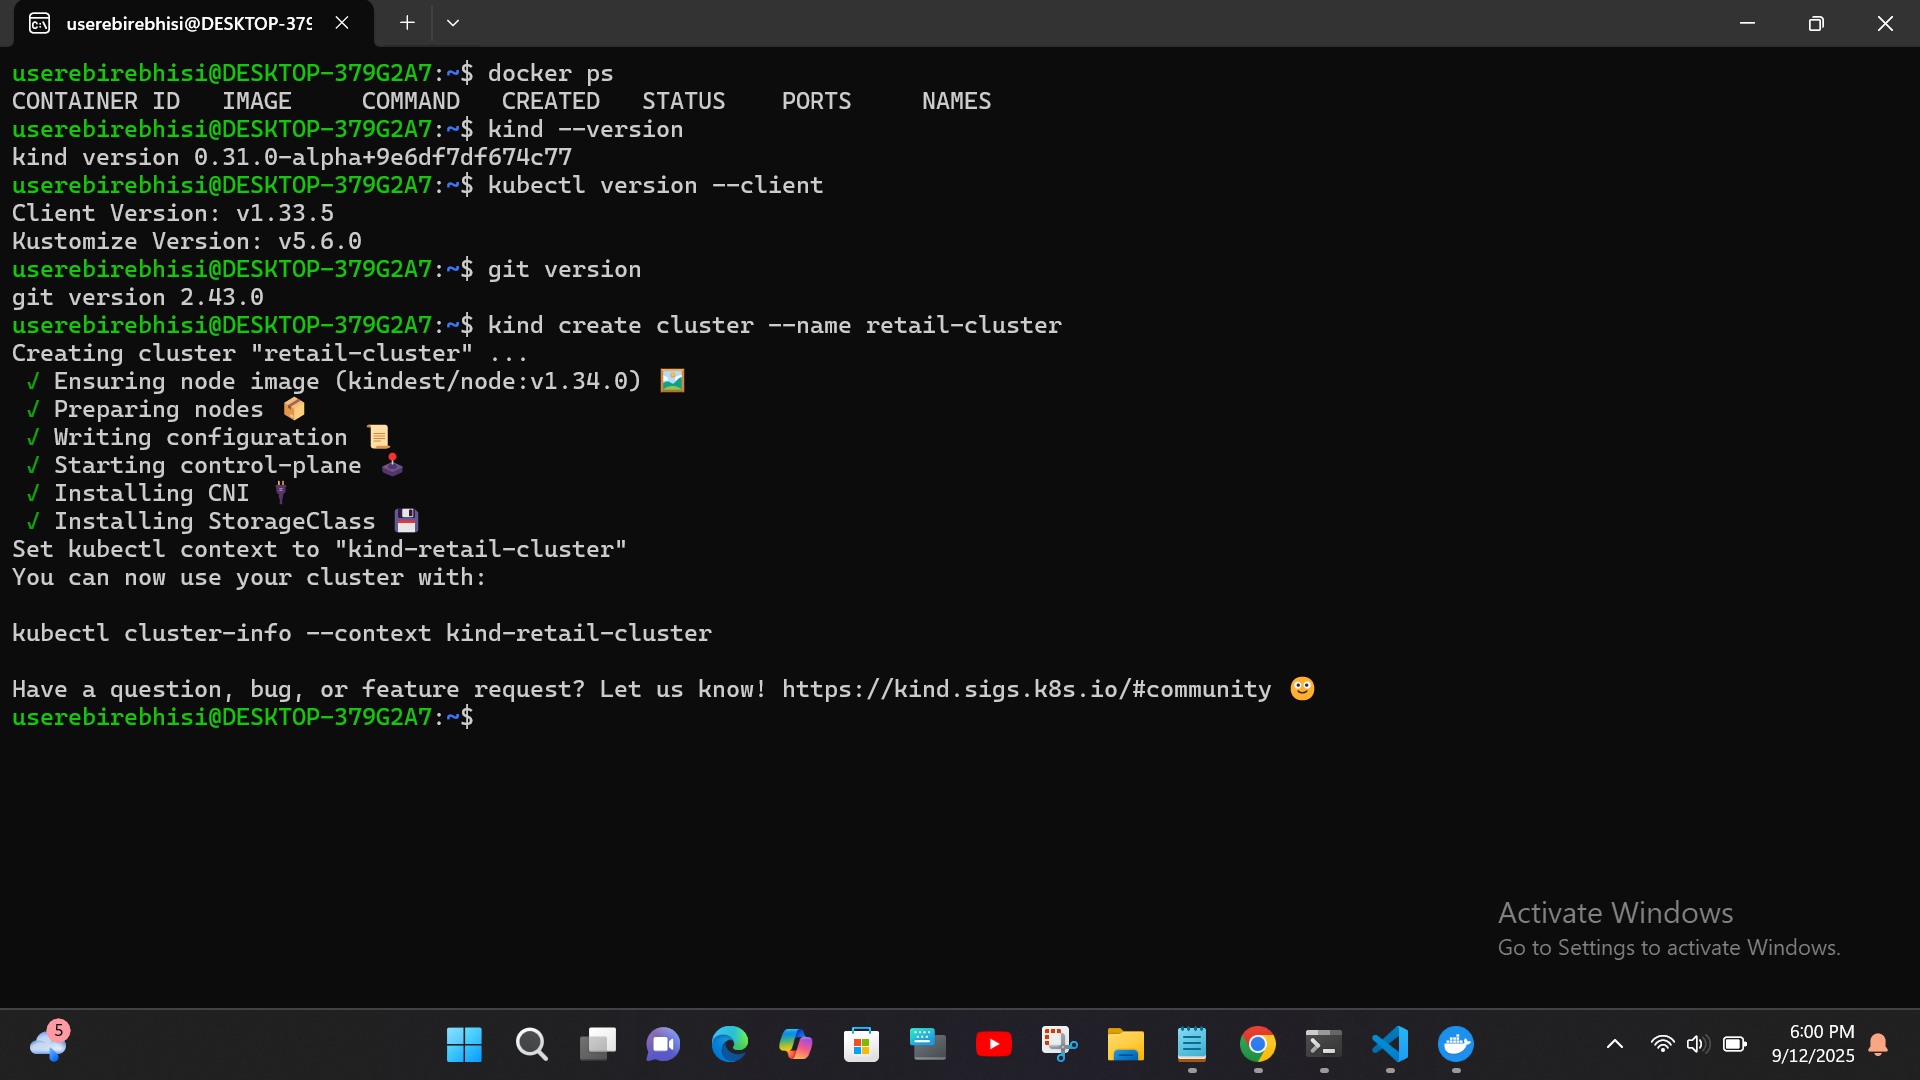 userebirebhisi@DESKTOP-379
userebirebhisi@DESKTOP-379G2A7:~$ docker ps
CONTAINER ID   IMAGE     COMMAND   CREATED   STATUS    PORTS     NAMES
userebirebhisi@DESKTOP-379G2A7:~$ kind --version
kind version 0.31.0-alpha+9e6df7df674c77
userebirebhisi@DESKTOP-379G2A7:~$ kubectl version --client
Client Version: v1.33.5
Kustomize Version: v5.6.0
userebirebhisi@DESKTOP-379G2A7:~$ git version
git version 2.43.0
userebirebhisi@DESKTOP-379G2A7:~$ kind create cluster --name retail-cluster
Creating cluster "retail-cluster" ...
 ✓ Ensuring node image (kindest/node:v1.34.0) 🖼
 ✓ Preparing nodes 📦
 ✓ Writing configuration 📜
 ✓ Starting control-plane 🕹
 ✓ Installing CNI 🔌
 ✓ Installing StorageClass 💾
Set kubectl context to "kind-retail-cluster"
You can now use your cluster with:

kubectl cluster-info --context kind-retail-cluster

Have a question, bug, or feature request? Let us know! https://kind.sigs.k8s.io/#community 🙂
userebirebhisi@DESKTOP-379G2A7:~$
Activate Windows
Go to Settings to activate Windows.
5
6:00 PM
9/12/2025